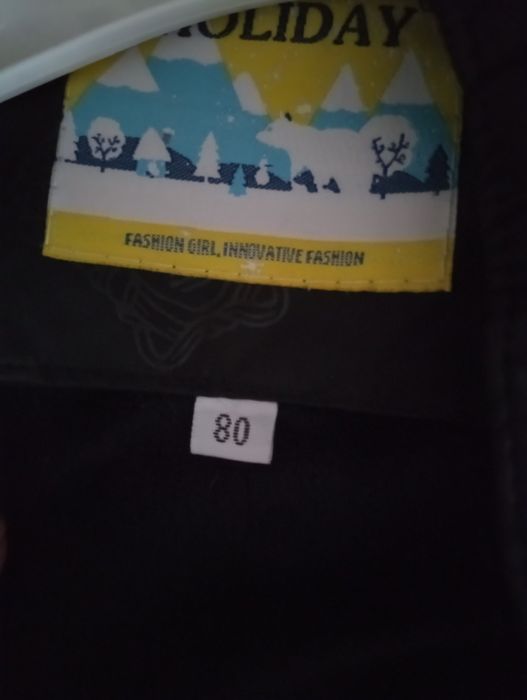 HOLIDAY
FASHION GIRL, INNOVATIVE FASHION
80